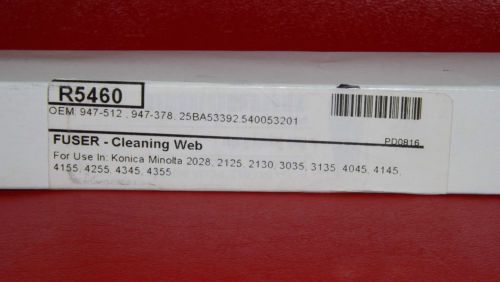 R5460
OEM: 947-512 , 947-378, 25BA53392,540053201
FUSER - Cleaning Web
PD0816
For Use In: Konica Minolta 2028, 2125, 2130, 3035, 3135, 4045, 4145,
4155, 4255, 4345, 4355